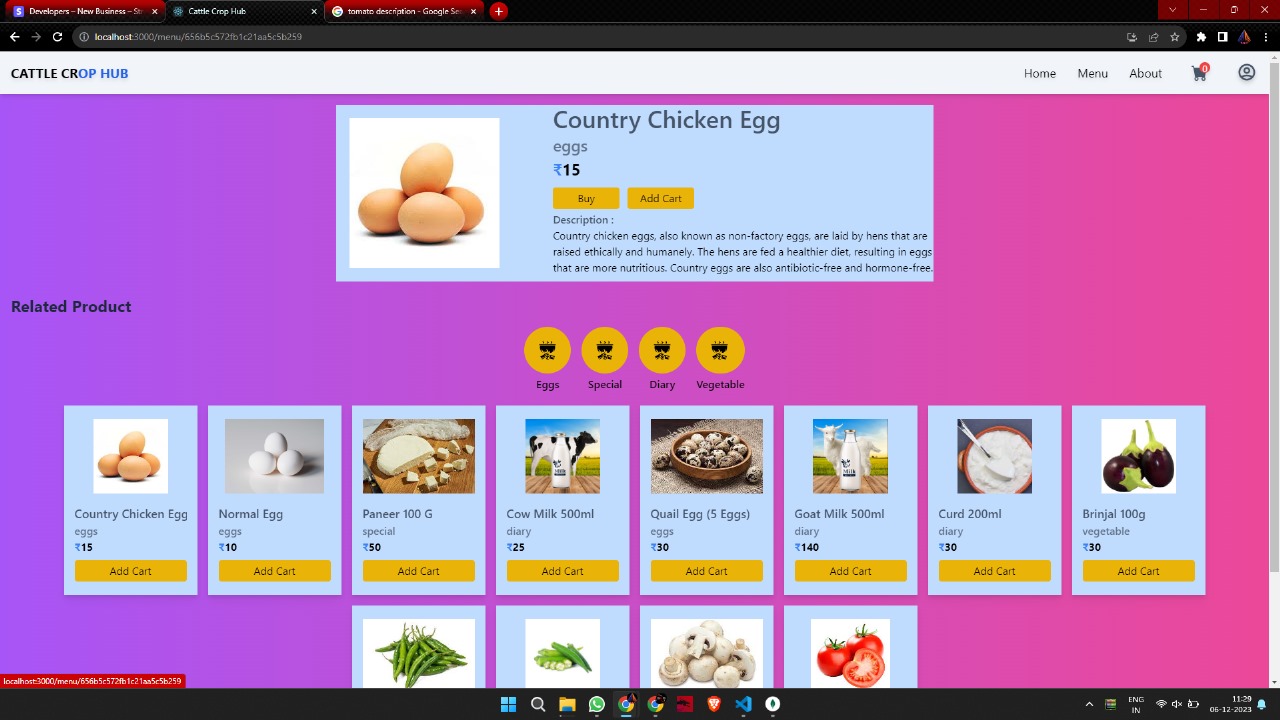 Developers – New Business – Str
Cattle Crop Hub
tomato description - Google Sea
localhost:3000/menu/656b5c572fb1c21aa5c5b259
CATTLE CROP HUB
Home Menu About 0
Country Chicken Egg
eggs
₹15
Buy Add Cart
Description :
Country chicken eggs, also known as non-factory eggs, are laid by hens that are
raised ethically and humanely. The hens are fed a healthier diet, resulting in eggs
that are more nutritious. Country eggs are also antibiotic-free and hormone-free.
Related Product
Eggs Special Diary Vegetable
Country Chicken Egg
eggs
₹15
Add Cart
Normal Egg
eggs
₹10
Add Cart
Paneer 100 G
special
₹50
Add Cart
Cow Milk 500ml
diary
₹25
Add Cart
Quail Egg (5 Eggs)
eggs
₹30
Add Cart
Goat Milk 500ml
diary
₹140
Add Cart
Curd 200ml
diary
₹30
Add Cart
Brinjal 100g
vegetable
₹30
Add Cart
localhost:3000/menu/656b5c572fb1c21aa5c5b259
ENG
IN
11:29
06-12-2023